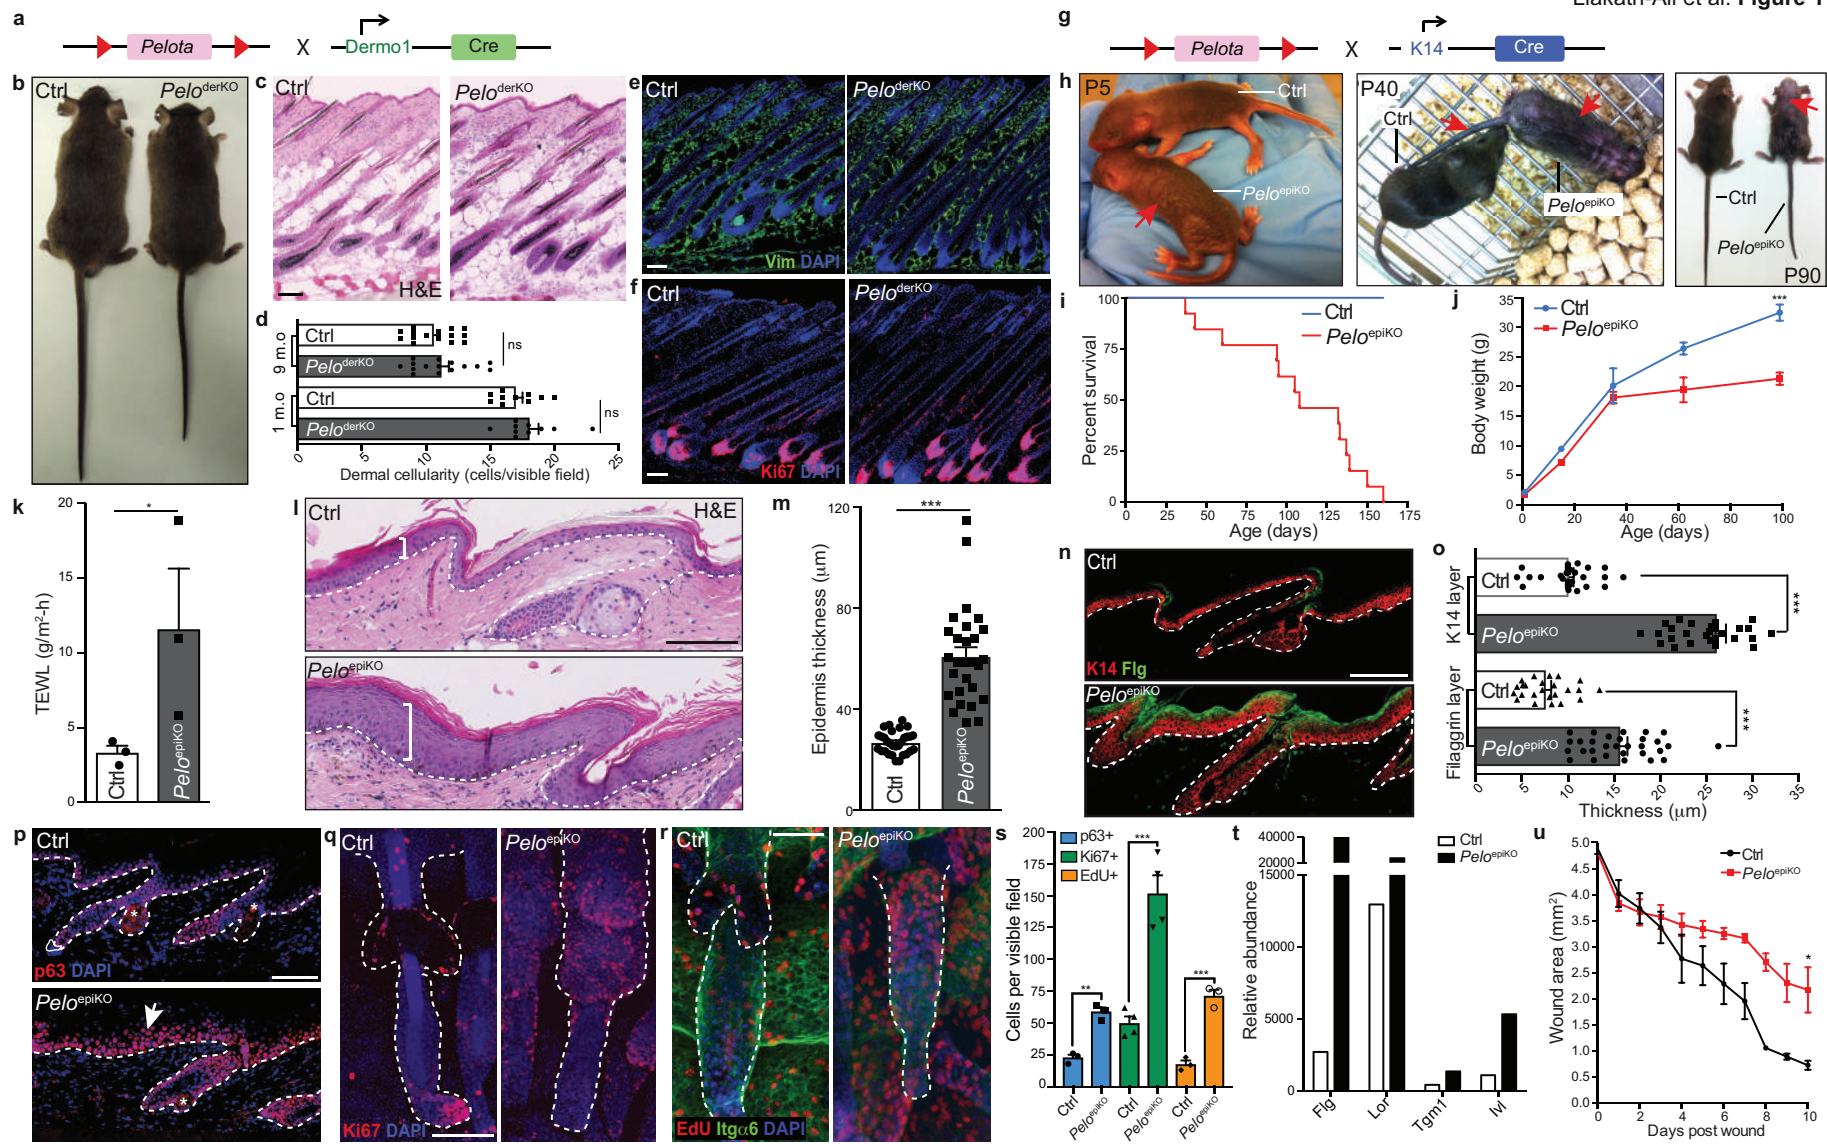 Liakath-Ali et al. Figure 1
a
Pelota X Dermo1 Cre
g
Pelota X K14 Cre
b
Ctrl
PeloderKO
c
Ctrl
PeloderKO
H&E
e
Ctrl
PeloderKO
Vim DAPI
f
Ctrl
PeloderKO
Ki67 DAPI
d
9 m.o
1 m.o
Ctrl
PeloderKO
Ctrl
PeloderKO
ns
ns
0 5 10 15 20 25
Dermal cellularity (cells/visible field)
h
P5
Ctrl
PeloepiKO
P40
Ctrl
PeloepiKO
Ctrl
PeloepiKO
P90
i
Percent survival
100
75
50
25
0
0 25 50 75 100 125 150 175
Age (days)
Ctrl
PeloepiKO
j
Body weight (g)
35
30
25
20
15
10
5
0
0 20 40 60 80 100
Age (days)
Ctrl
PeloepiKO
***
k
TEWL (g/m²-h)
20
15
10
5
0
*
Ctrl
PeloepiKO
l
Ctrl
H&E
PeloepiKO
m
Epidermis thickness (µm)
120
80
40
0
***
Ctrl
PeloepiKO
n
Ctrl
K14 Flg
PeloepiKO
o
K14 layer
Filaggrin layer
Ctrl
PeloepiKO
Ctrl
PeloepiKO
***
***
0 5 10 15 20 25 30 35
Thickness (µm)
p
Ctrl
* *
p63 DAPI
PeloepiKO
*
q
Ctrl
Ki67 DAPI
PeloepiKO
r
Ctrl
EdU Itgα6 DAPI
PeloepiKO
s
Cells per visible field
200
175
150
125
100
75
50
25
0
p63+
Ki67+
EdU+
**
***
***
Ctrl
PeloepiKO
Ctrl
PeloepiKO
Ctrl
PeloepiKO
t
Relative abundance
40000
20000
15000
10000
5000
0
Ctrl
PeloepiKO
Flg
Lor
Tgm1
Ivl
u
Wound area (mm²)
5.0
4.5
4.0
3.5
3.0
2.5
2.0
1.5
1.0
0.5
0.0
0 2 4 6 8 10
Days post wound
Ctrl
PeloepiKO
*